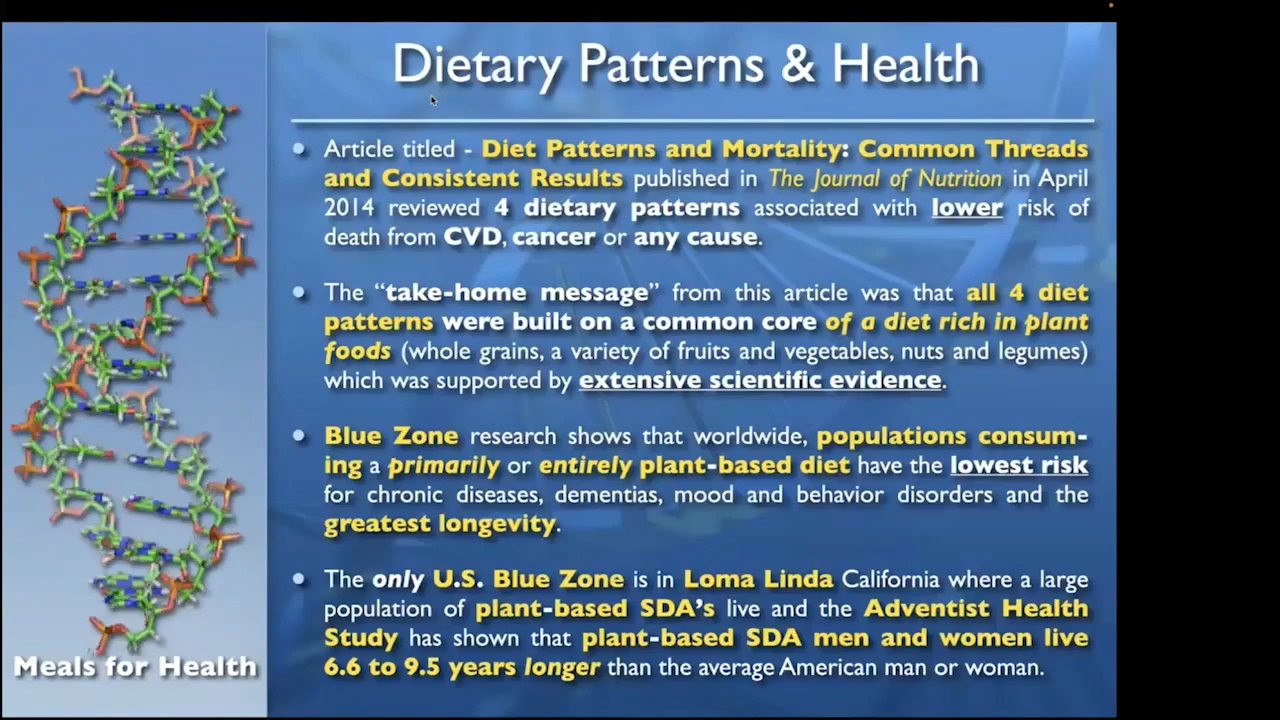 Dietary Patterns & Health
Article titled - Diet Patterns and Mortality: Common Threads
and Consistent Results published in The Journal of Nutrition in April
2014 reviewed 4 dietary patterns associated with lower risk of
death from CVD, cancer or any cause.
The “take-home message” from this article was that all 4 diet
patterns were built on a common core of a diet rich in plant
foods (whole grains, a variety of fruits and vegetables, nuts and legumes)
which was supported by extensive scientific evidence.
Blue Zone research shows that worldwide, populations consum-
ing a primarily or entirely plant-based diet have the lowest risk
for chronic diseases, dementias, mood and behavior disorders and the
greatest longevity.
The only U.S. Blue Zone is in Loma Linda California where a large
population of plant-based SDA's live and the Adventist Health
Study has shown that plant-based SDA men and women live
6.6 to 9.5 years longer than the average American man or woman.
Meals for Health